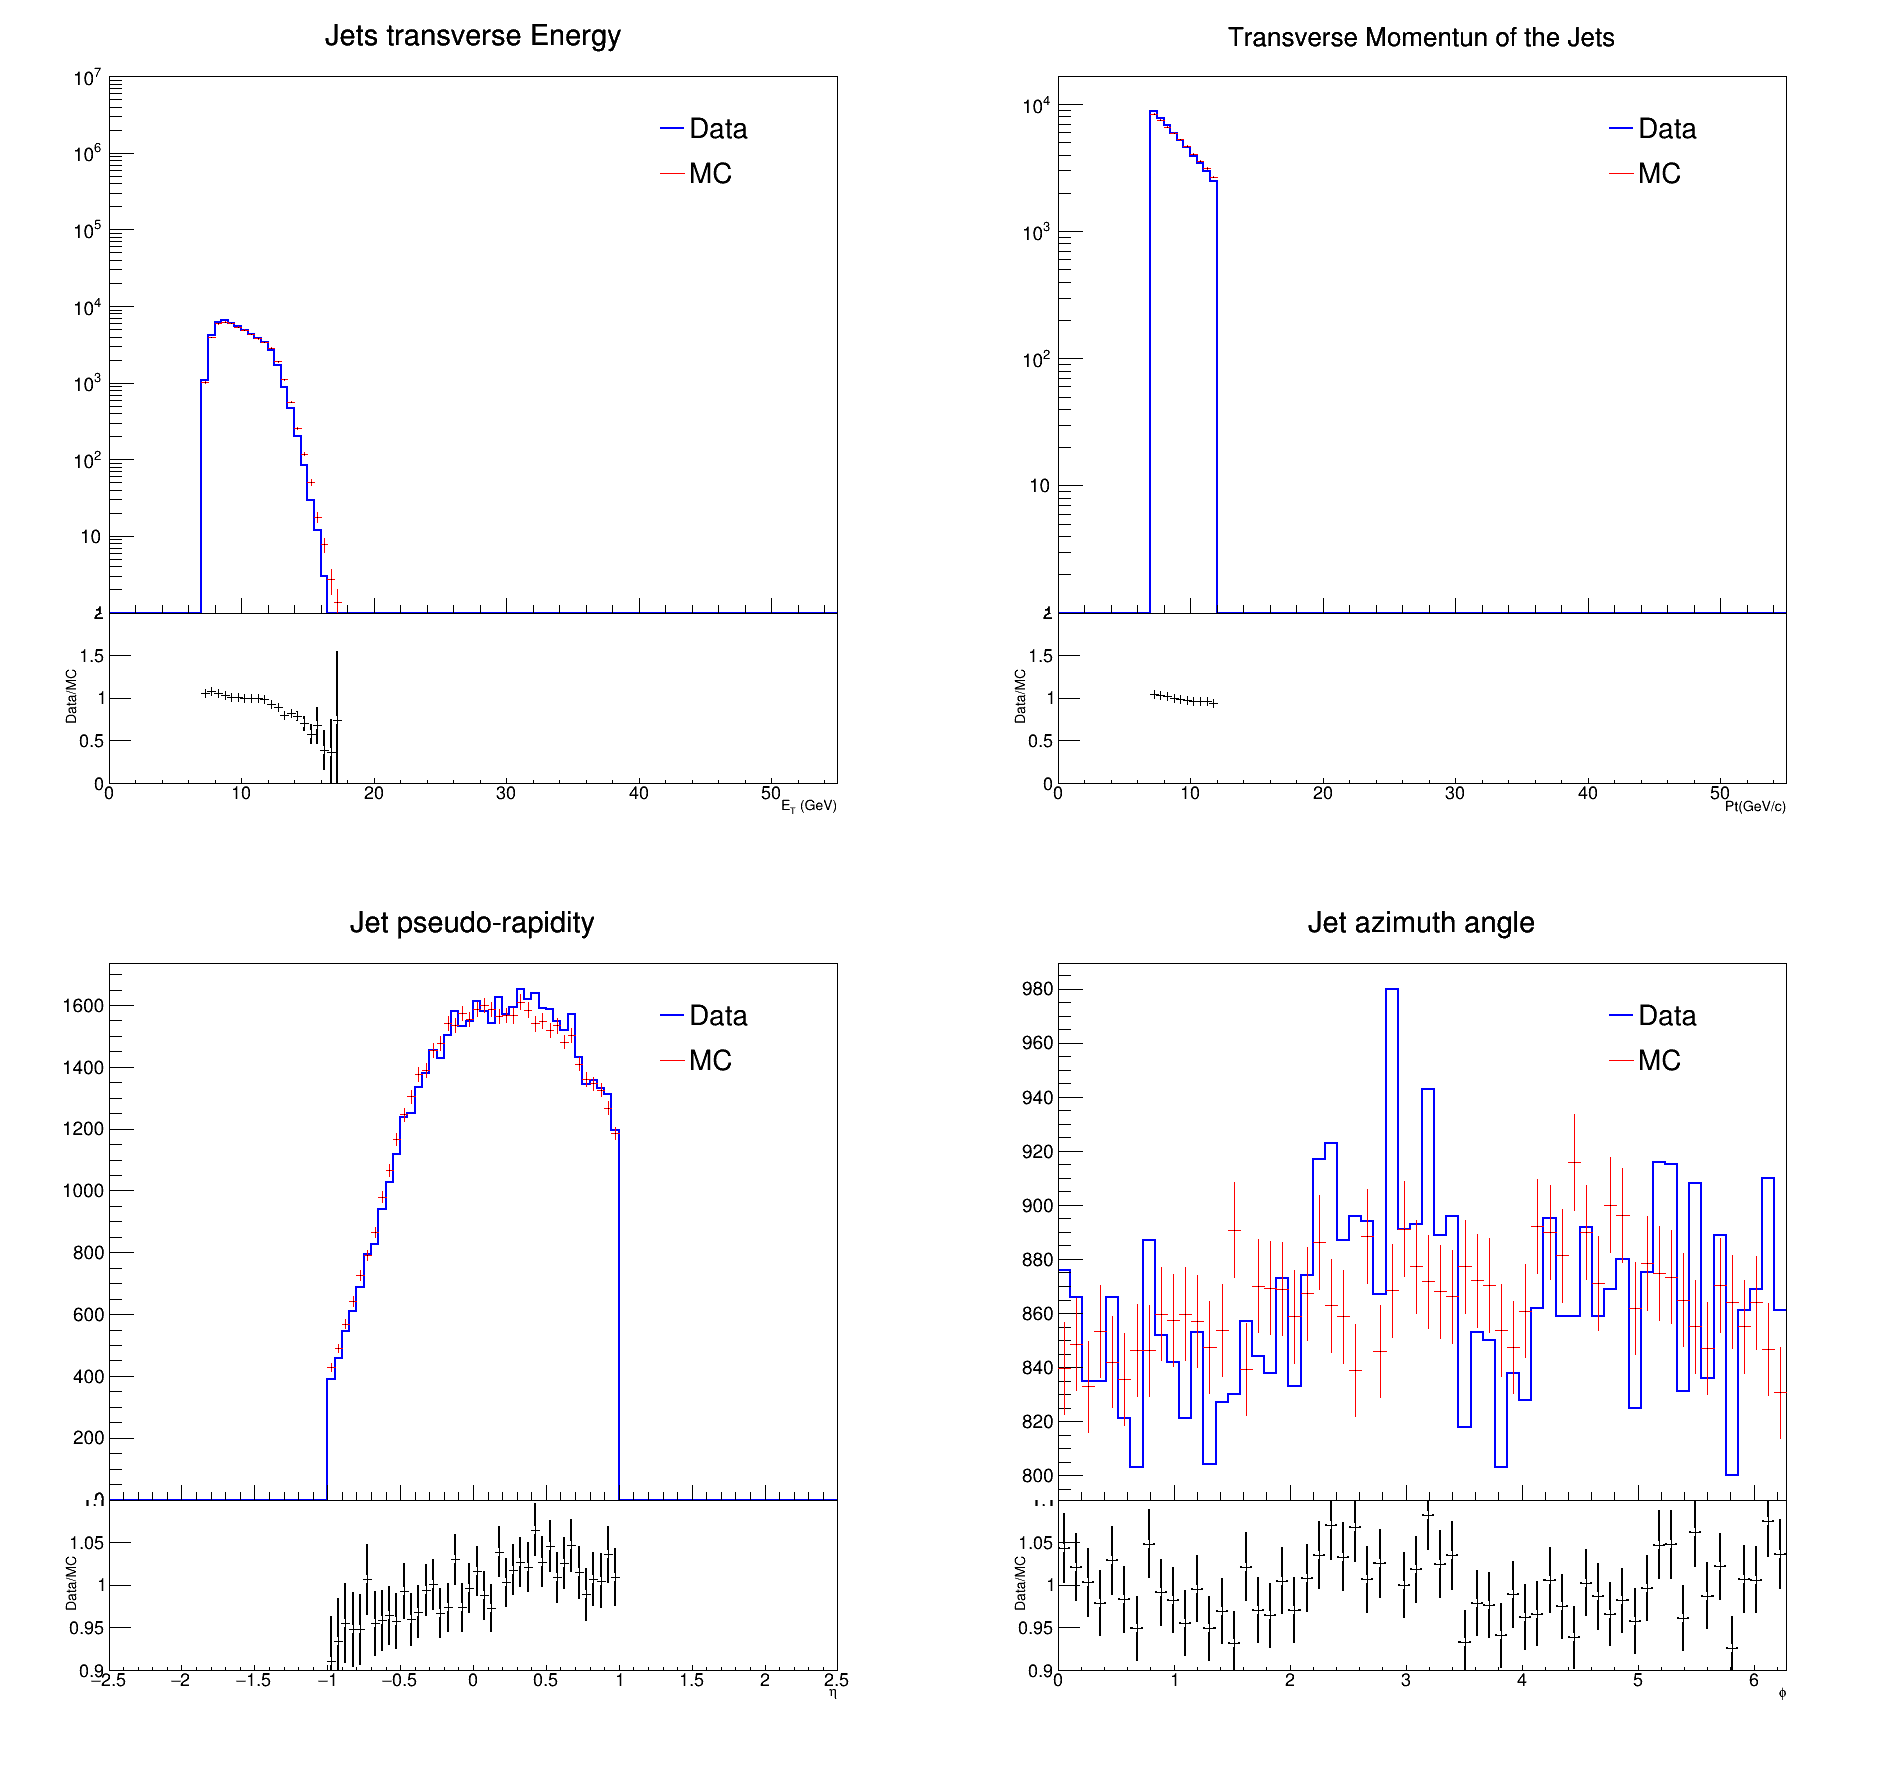 Jets transverse Energy
10^7
10^6
10^5
10^4
10^3
10^2
10
Data
MC
2
1.5
1
0.5
0
Data/MC
0 10 20 30 40 50
E_T (GeV)
Transverse Momentun of the Jets
10^4
10^3
10^2
10
Data
MC
2
1.5
1
0.5
0
Data/MC
0 10 20 30 40 50
Pt(GeV/c)
Jet pseudo-rapidity
1600
1400
1200
1000
800
600
400
200
0
Data
MC
1.05
1
0.95
0.9
Data/MC
−2.5 −2 −1.5 −1 −0.5 0 0.5 1 1.5 2 2.5
η
Jet azimuth angle
980
960
940
920
900
880
860
840
820
800
Data
MC
1.1
1.05
1
0.95
0.9
Data/MC
0 1 2 3 4 5 6
ϕ